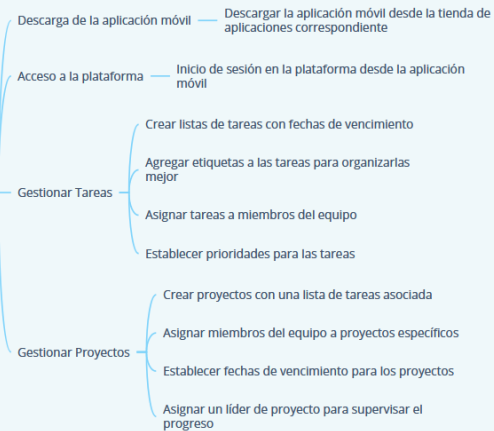 Descarga de la aplicación móvil
Descargar la aplicación móvil desde la tienda de
aplicaciones correspondiente
Acceso a la plataforma
Inicio de sesión en la plataforma desde la aplicación
móvil
Gestionar Tareas
Crear listas de tareas con fechas de vencimiento
Agregar etiquetas a las tareas para organizarlas
mejor
Asignar tareas a miembros del equipo
Establecer prioridades para las tareas
Gestionar Proyectos
Crear proyectos con una lista de tareas asociada
Asignar miembros del equipo a proyectos específicos
Establecer fechas de vencimiento para los proyectos
Asignar un líder de proyecto para supervisar el
progreso